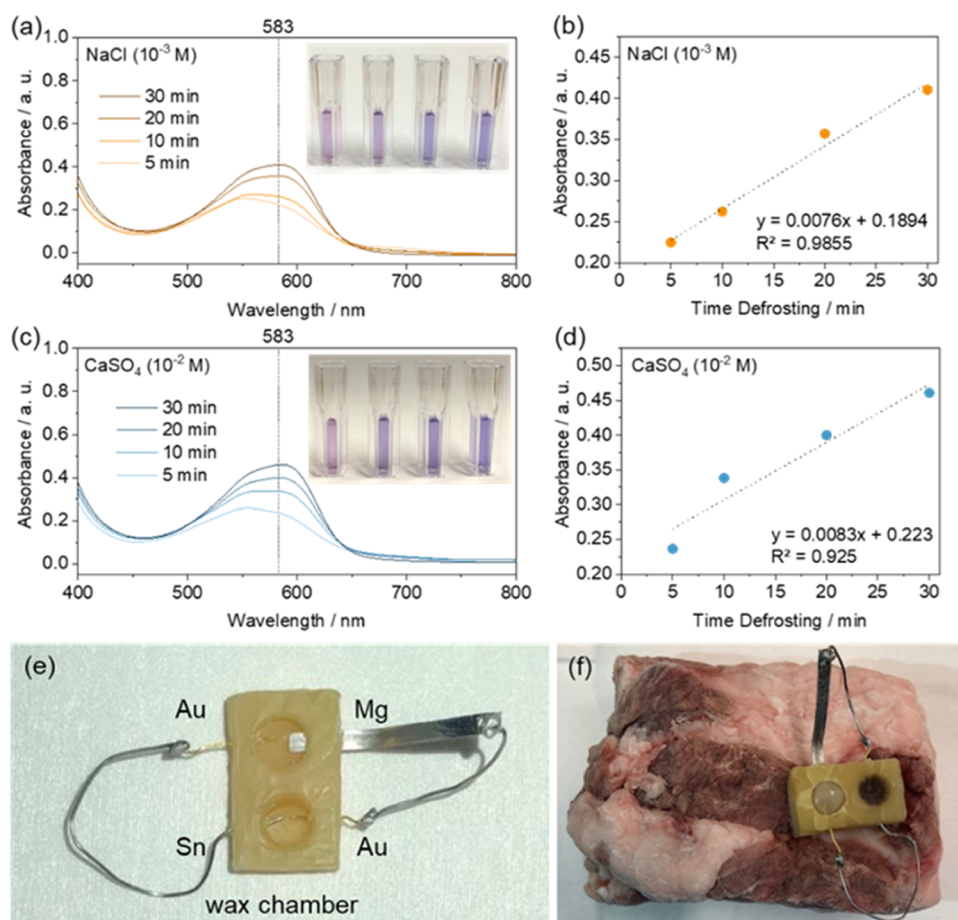 (a)
583
NaCl (10⁻³ M)
30 min
20 min
10 min
5 min
1.0
0.8
0.6
0.4
0.2
0.0
Absorbance / a. u.
400
500
600
700
800
Wavelength / nm
(b)
NaCl (10⁻³ M)
0.45
0.40
0.35
0.30
0.25
0.20
Absorbance / a. u.
y = 0.0076x + 0.1894
R² = 0.9855
0
5
10
15
20
25
30
Time Defrosting / min
(c)
583
CaSO₄ (10⁻² M)
30 min
20 min
10 min
5 min
1.0
0.8
0.6
0.4
0.2
0.0
Absorbance / a. u.
400
500
600
700
800
Wavelength / nm
(d)
CaSO₄ (10⁻² M)
0.50
0.45
0.40
0.35
0.30
0.25
0.20
Absorbance / a. u.
y = 0.0083x + 0.223
R² = 0.925
0
5
10
15
20
25
30
Time Defrosting / min
(e)
Au
Mg
Sn
Au
wax chamber
(f)